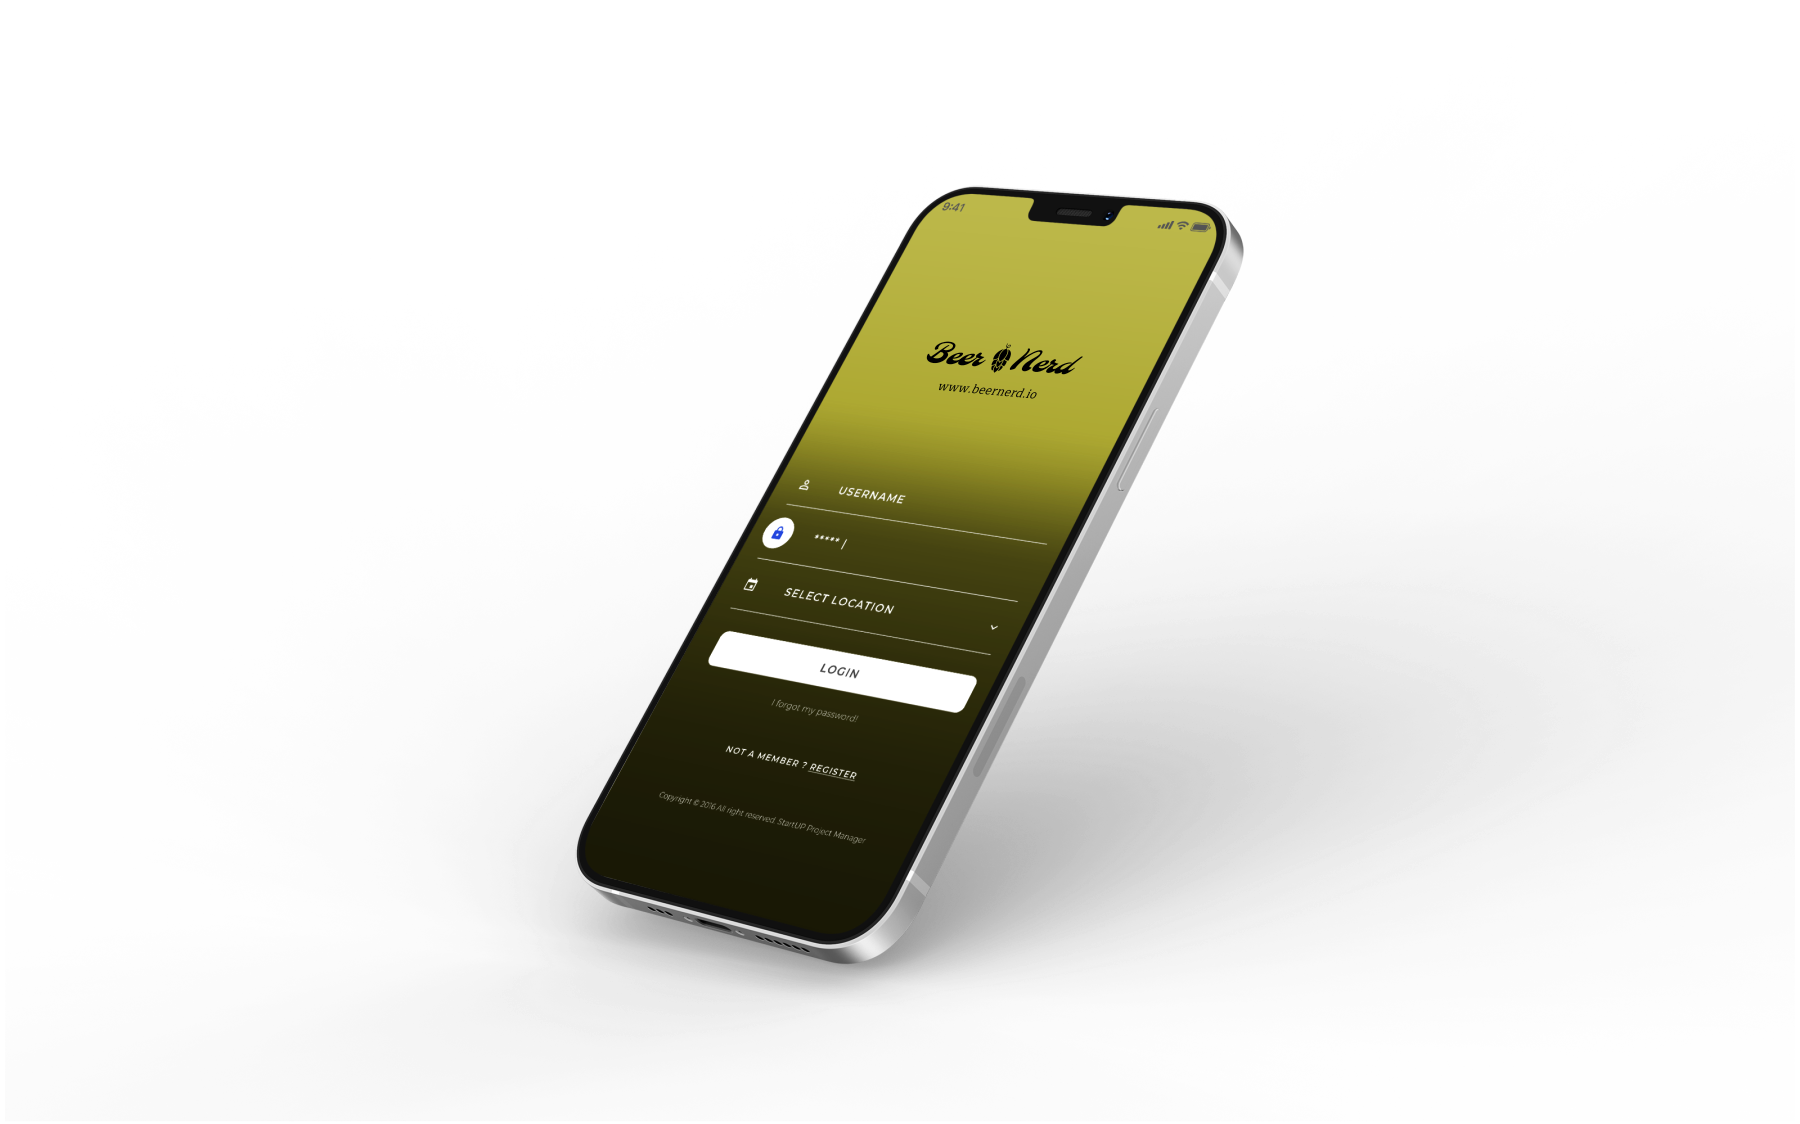 9:41
Beer Nerd
www.beernerd.io
USERNAME
***** |
SELECT LOCATION
LOGIN
I forgot my password!
NOT A MEMBER ? REGISTER
Copyright © 2016 All right reserved. StartUP Project Manager